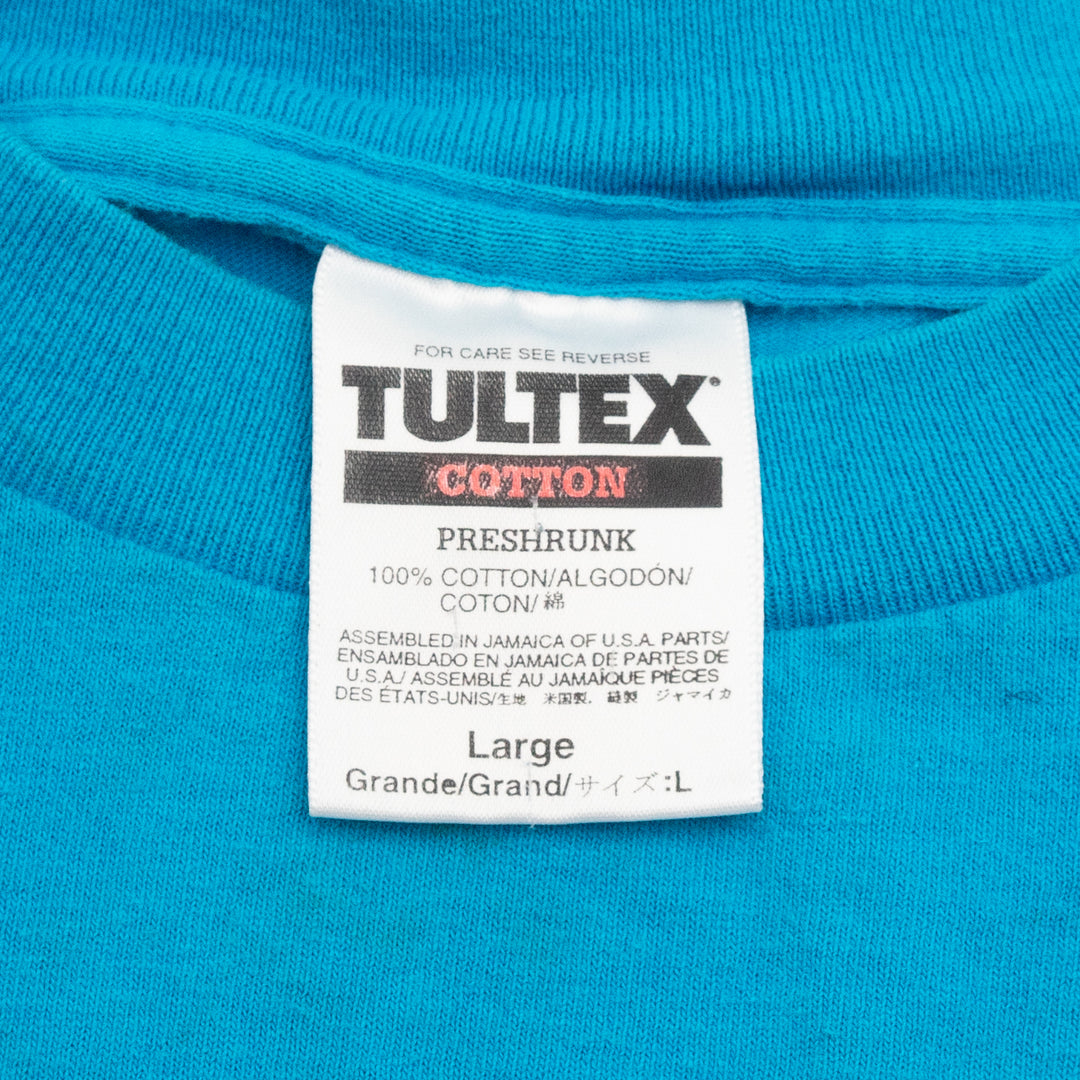 FOR CARE SEE REVERSE
TULTEX®
COTTON
PRESHRUNK
100% COTTON/ALGODÓN/
COTON/綿
ASSEMBLED IN JAMAICA OF U.S.A. PARTS/
ENSAMBLADO EN JAMAICA DE PARTES DE
U.S.A./ ASSEMBLÉ AU JAMAÏQUE PIÈCES
DES ÉTATS-UNIS/生地 米国製. 縫製 ジャマイカ
Large
Grande/Grand/サイズ:L